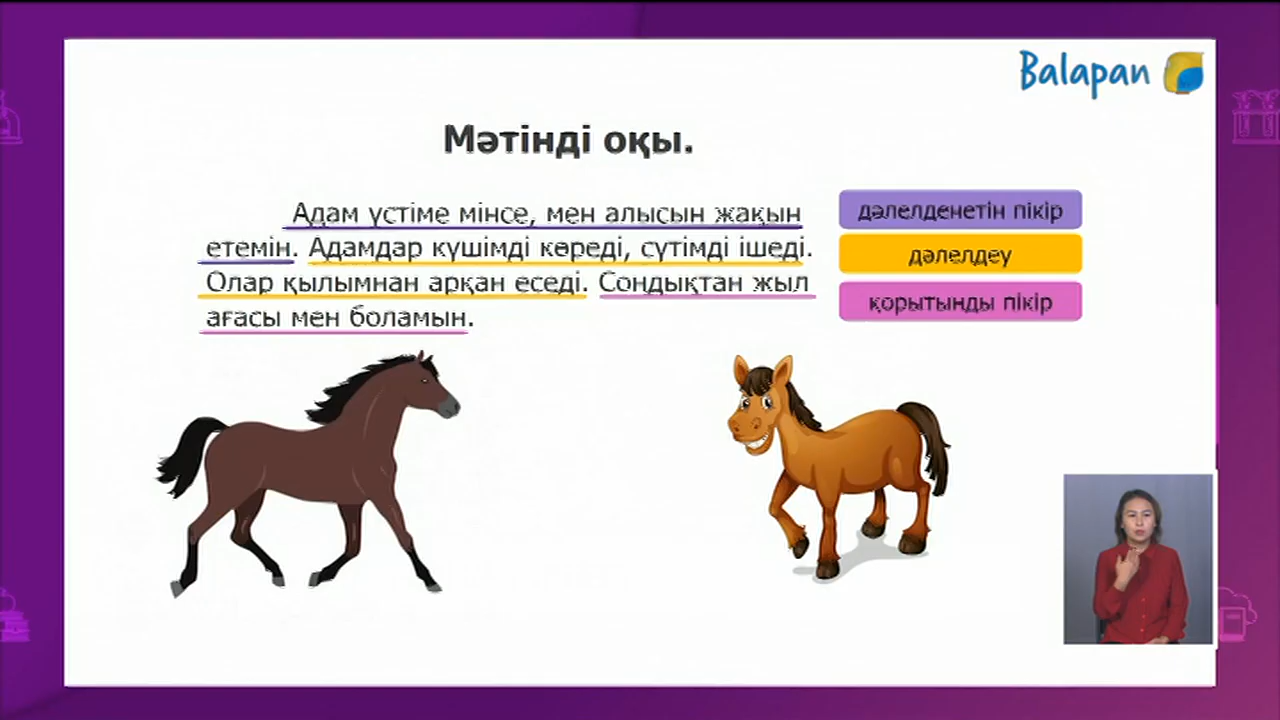 Balapan
Мәтінді оқы.
Адам үстіме мінсе, мен алысын жақын
етемін. Адамдар күшімді көреді, сүтімді ішеді.
Олар қылымнан арқан еседі. Сондықтан жыл
ағасы мен боламын.
дәлелденетін пікір
дәлелдеу
қорытынды пікір